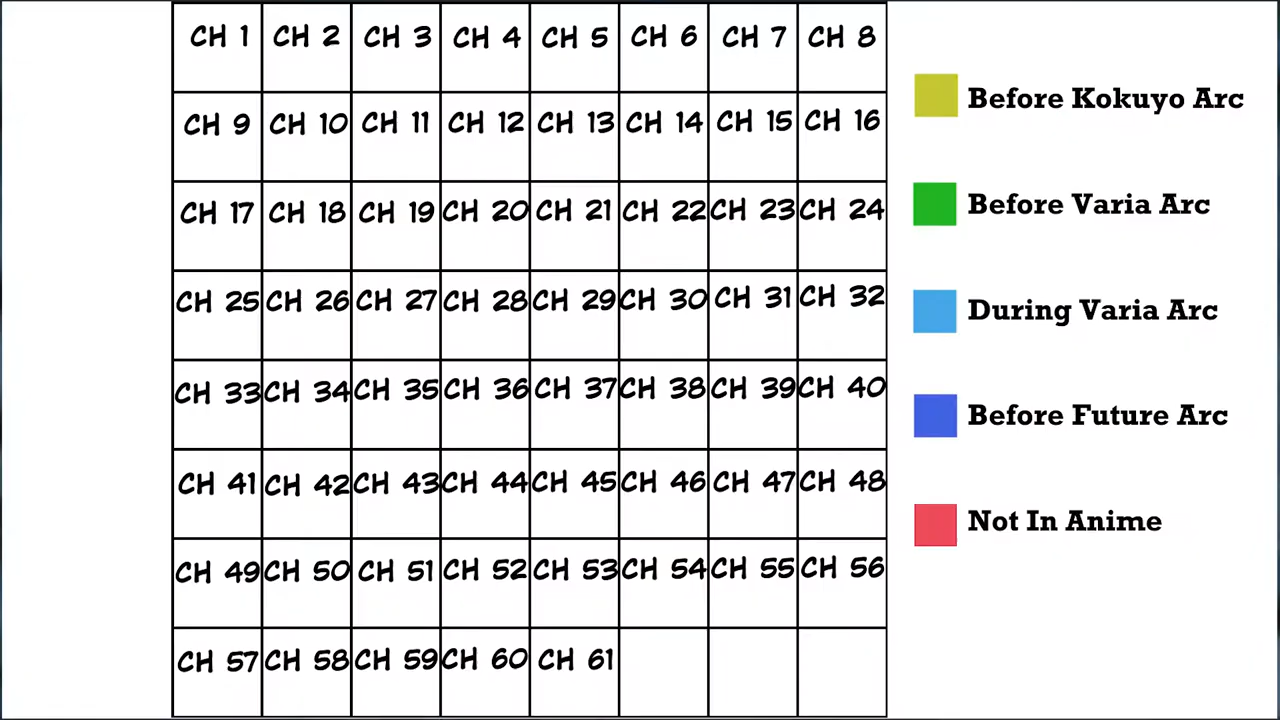 CH 1 CH 2 CH 3 CH 4 CH 5 CH 6 CH 7 CH 8
CH 9 CH 10 CH 11 CH 12 CH 13 CH 14 CH 15 CH 16
CH 17 CH 18 CH 19 CH 20 CH 21 CH 22 CH 23 CH 24
CH 25 CH 26 CH 27 CH 28 CH 29 CH 30 CH 31 CH 32
CH 33 CH 34 CH 35 CH 36 CH 37 CH 38 CH 39 CH 40
CH 41 CH 42 CH 43 CH 44 CH 45 CH 46 CH 47 CH 48
CH 49 CH 50 CH 51 CH 52 CH 53 CH 54 CH 55 CH 56
CH 57 CH 58 CH 59 CH 60 CH 61
Before Kokuyo Arc
Before Varia Arc
During Varia Arc
Before Future Arc
Not In Anime